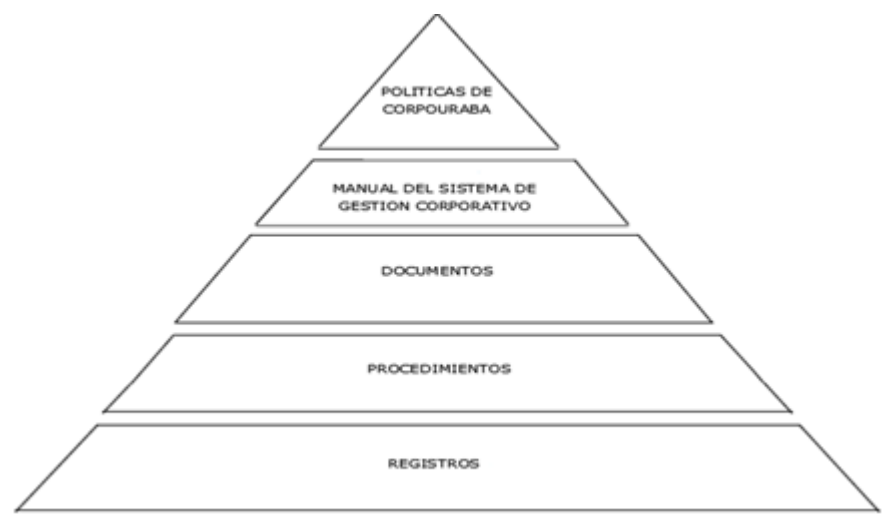 POLITICAS DE
CORPOURABA
MANUAL DEL SISTEMA DE
GESTION CORPORATIVO
DOCUMENTOS
PROCEDIMIENTOS
REGISTROS